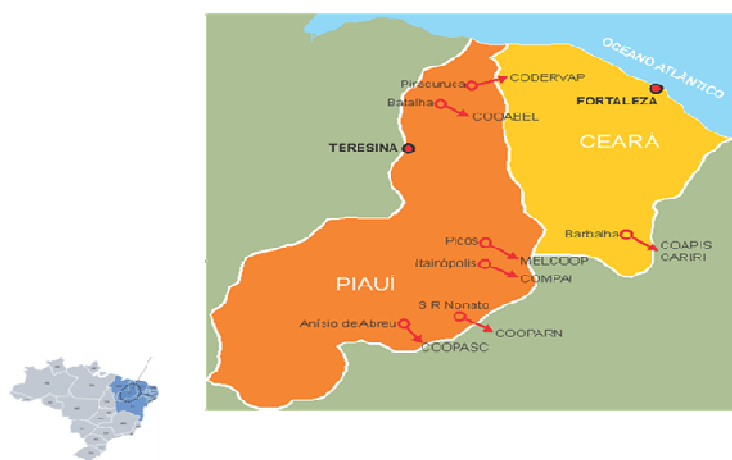 OCEANO ATLÂNTICO
Piracuruca
CODERVAP
Batalha
COOABEL
FORTALEZA
TERESINA
CEARÁ
Picos
MELCOOP
Barbalha
COAPIS
CARIRI
Itainópolis
COMPAI
PIAUÍ
S R Nonato
COOPARN
Anísio de Abreu
COOPASC